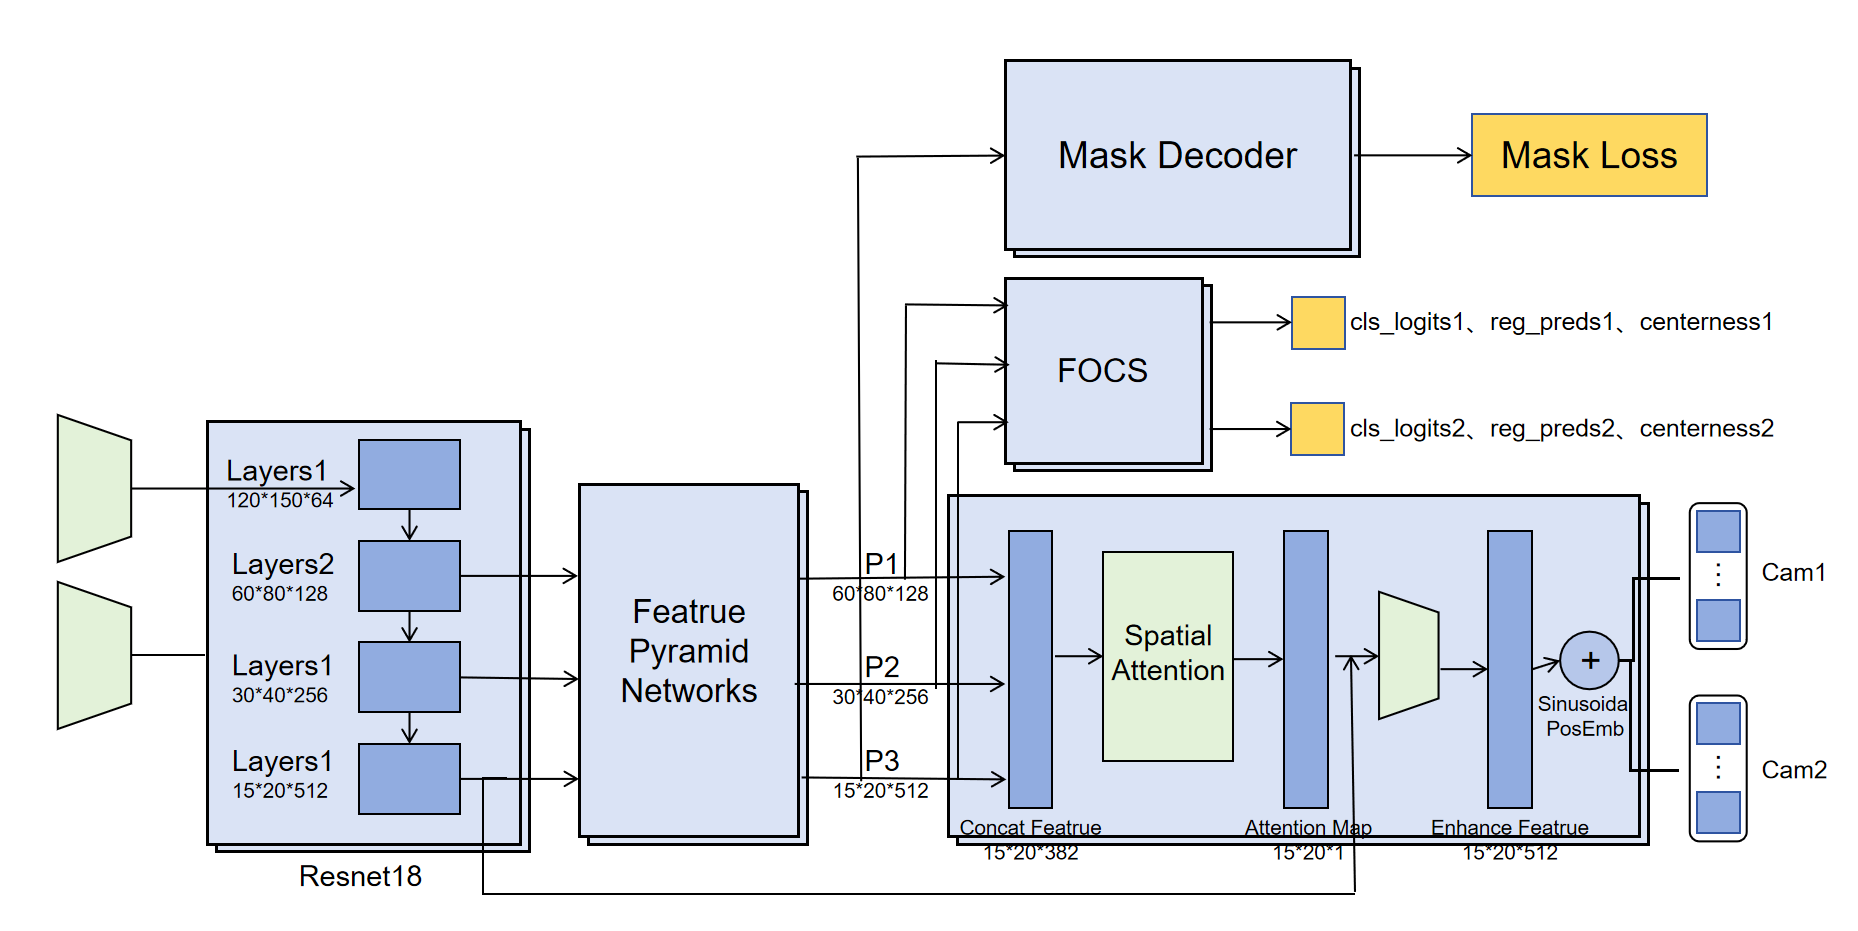 Mask Decoder
Mask Loss
FOCS
cls_logits1、reg_preds1、centerness1
cls_logits2、reg_preds2、centerness2
Layers1
120*150*64
Layers2
60*80*128
Layers1
30*40*256
Layers1
15*20*512
Resnet18
Featrue
Pyramid
Networks
P1
60*80*128
P2
30*40*256
P3
15*20*512
Concat Featrue
15*20*382
Spatial
Attention
Attention Map
15*20*1
Enhance Featrue
15*20*512
+
Sinusoida
PosEmb
Cam1
Cam2